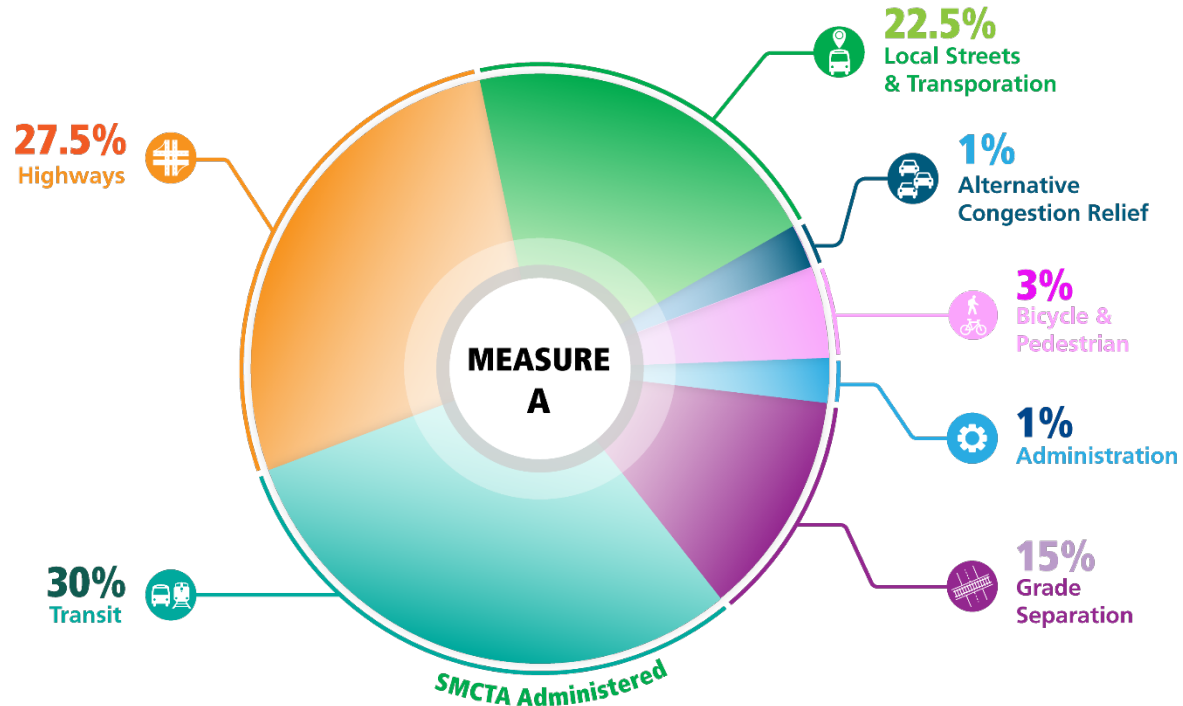 22.5%
Local Streets
& Transporation
27.5%
Highways
1%
Alternative
Congestion Relief
3%
Bicycle &
Pedestrian
MEASURE
A
1%
Administration
15%
Grade
Separation
30%
Transit
SMCTA Administered